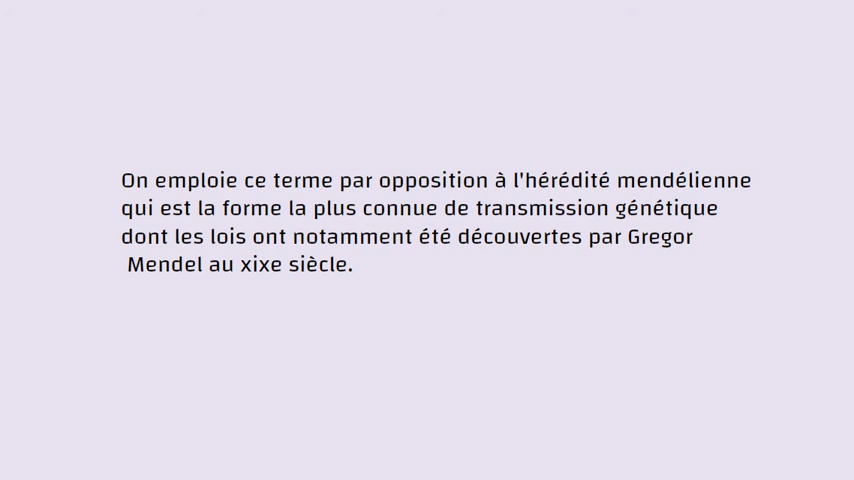 On emploie ce terme par opposition à l'hérédité mendélienne
qui est la forme la plus connue de transmission génétique
dont les lois ont notamment été découvertes par Gregor
Mendel au xixe siècle.